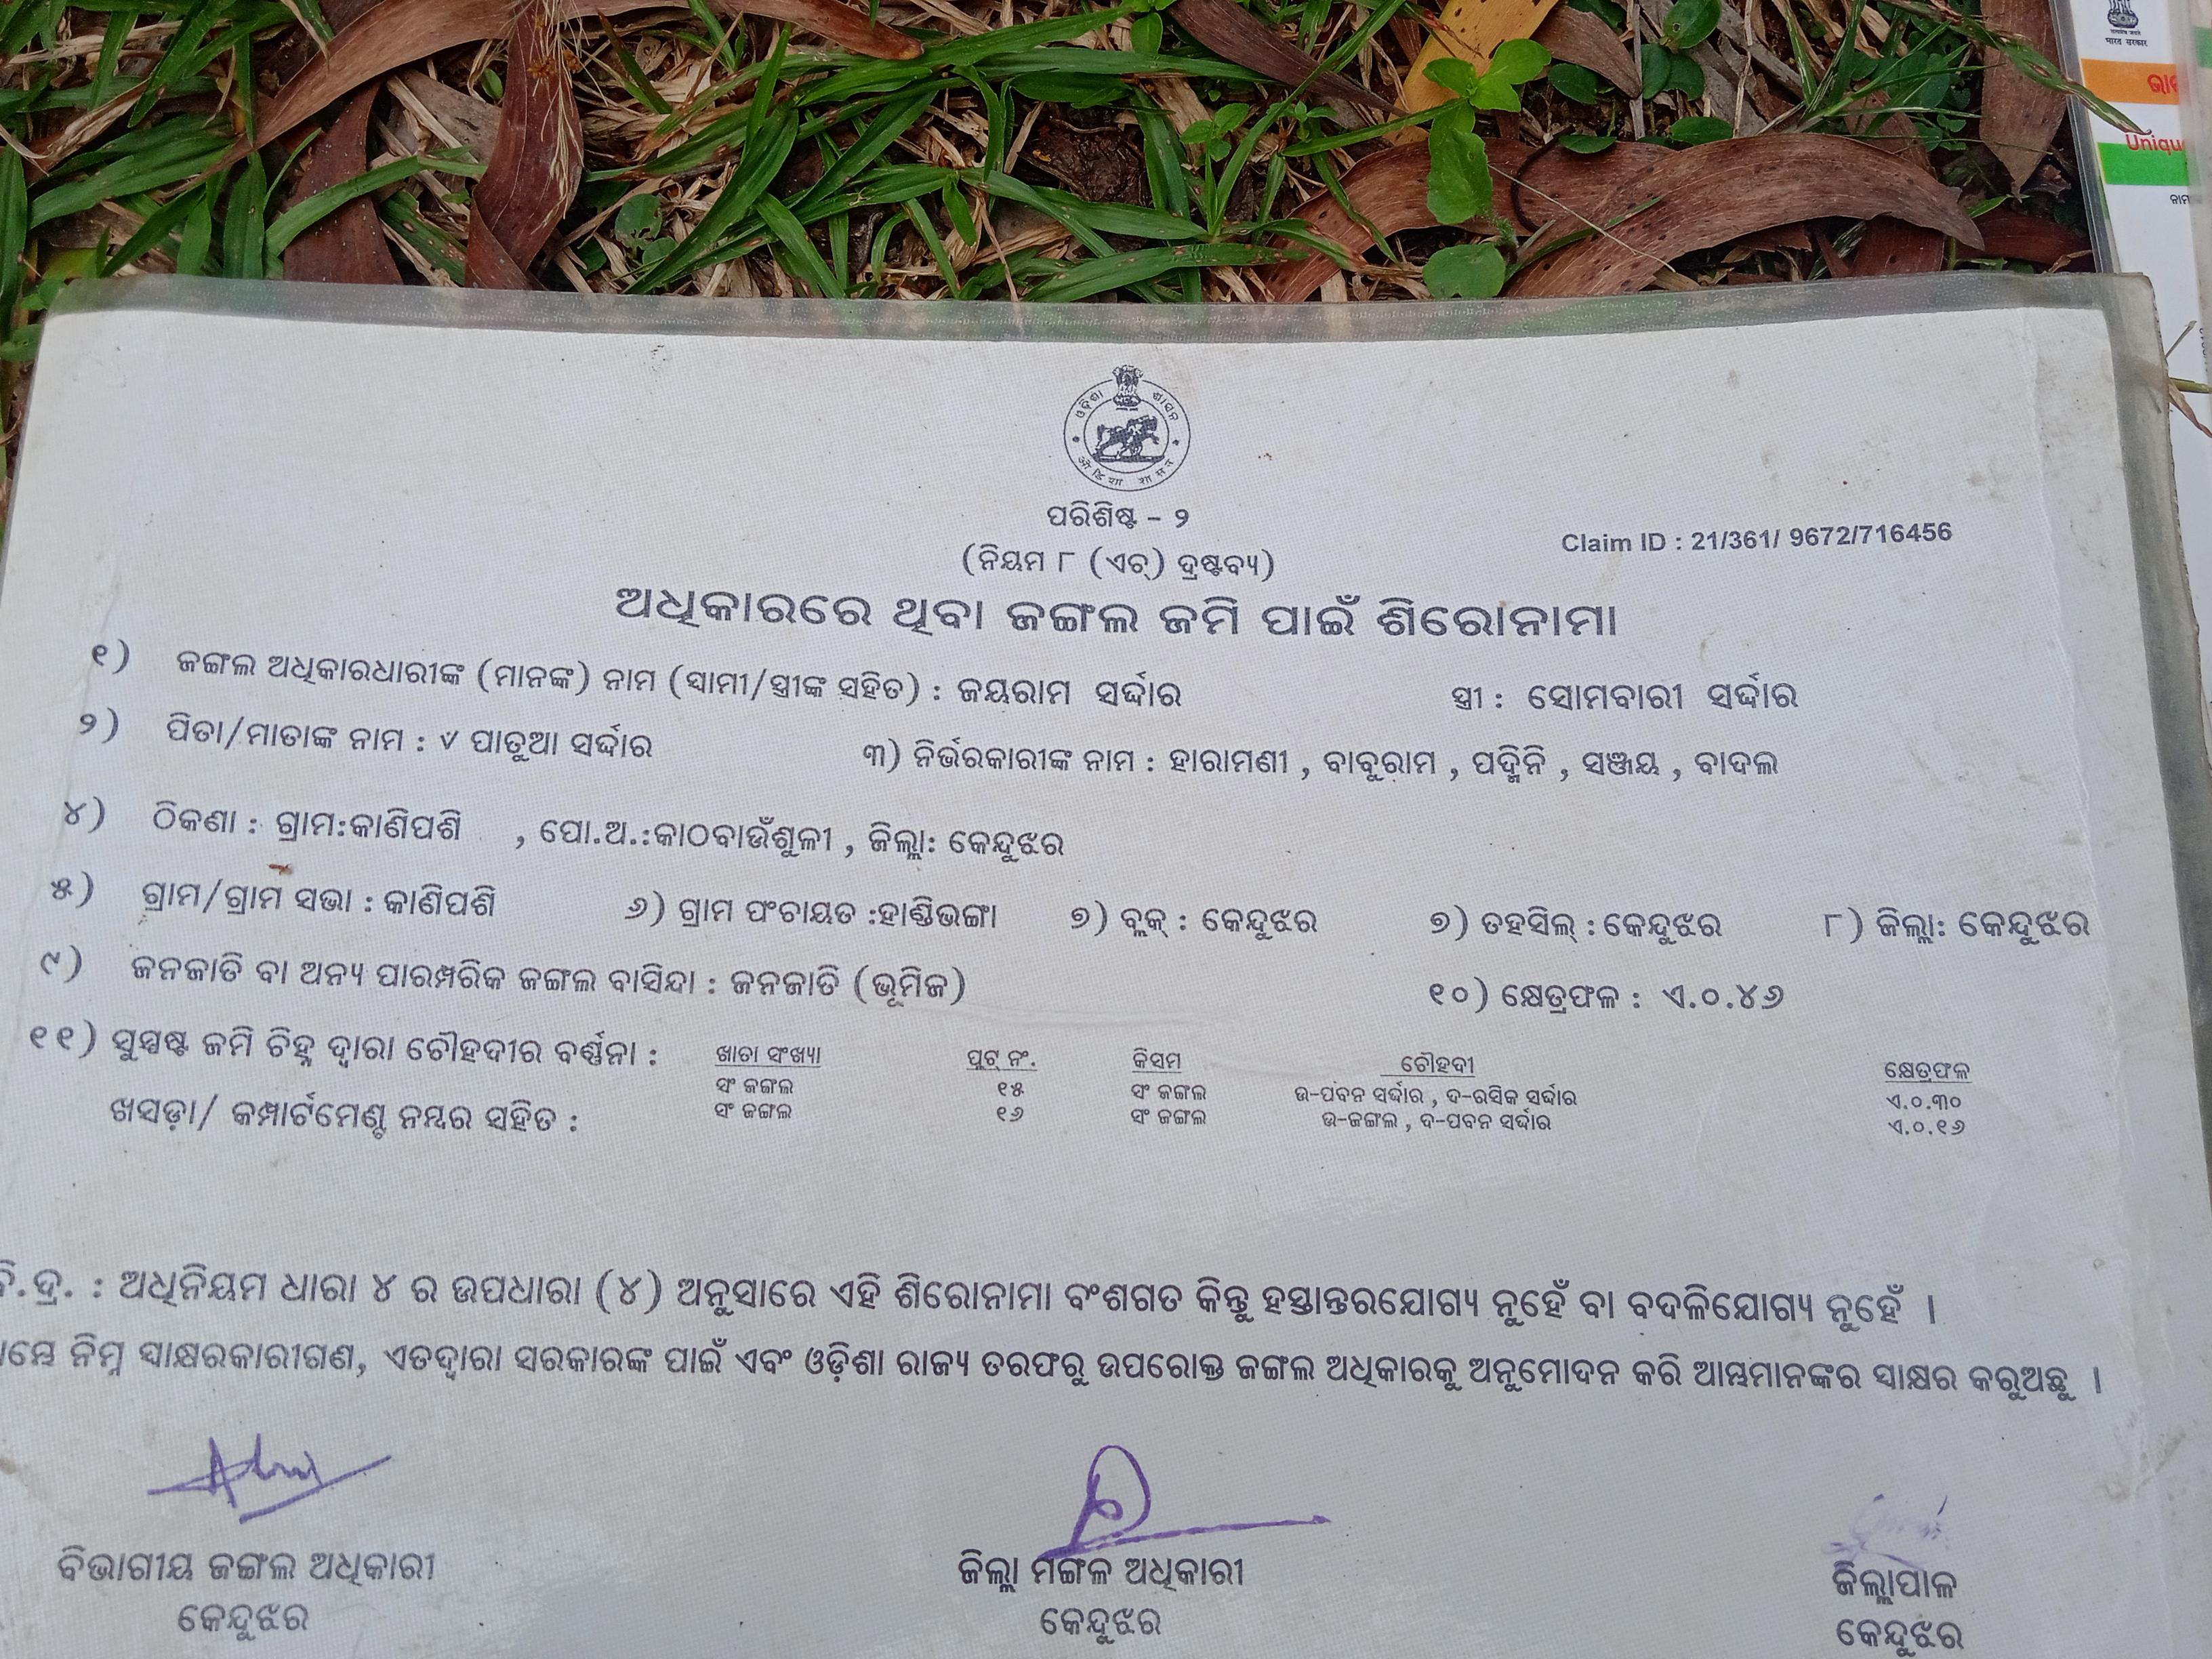 भारत सरकार
Uniqu
ନାମ
ଓଡ଼ିଶା ଶାସନ
ओडिशा शासन
ପରିଶିଷ୍ଟ - ୨
Claim ID : 21/361/ 9672/716456
(ନିୟମ ୮ (ଏଚ୍) ଦ୍ରଷ୍ଟବ୍ୟ)
ଅଧିକାରରେ ଥିବା ଜଙ୍ଗଲ ଜମି ପାଇଁ ଶିରୋନାମା
୧) ଜଙ୍ଗଲ ଅଧିକାରଧାରୀଙ୍କ (ମାନଙ୍କ) ନାମ (ସ୍ୱାମୀ/ସ୍ତ୍ରୀଙ୍କ ସହିତ) : ଜୟରାମ ସର୍ଦ୍ଦାର ସ୍ତ୍ରୀ : ସୋମବାରୀ ସର୍ଦ୍ଦାର
୨) ପିତା/ମାତାଙ୍କ ନାମ : ୰ ପାତୁଆ ସର୍ଦ୍ଦାର ୩) ନିର୍ଭରକାରୀଙ୍କ ନାମ : ହାରାମଣୀ , ବାବୁରାମ , ପଦ୍ମିନି , ସଞ୍ଜୟ , ବାଦଲ
୪) ଠିକଣା : ଗ୍ରାମ:କାଣିପଶି , ପୋ.ଅ.:କାଠବାଉଁଶୁଳୀ , ଜିଲ୍ଲା: କେନ୍ଦୁଝର
୫) ଗ୍ରାମ/ଗ୍ରାମ ସଭା : କାଣିପଶି ୬) ଗ୍ରାମ ପଂଚାୟତ :ହାଣ୍ଡିଭଙ୍ଗା ୭) ବ୍ଲକ୍ : କେନ୍ଦୁଝର ୭) ତହସିଲ୍ : କେନ୍ଦୁଝର ୮) ଜିଲ୍ଲା: କେନ୍ଦୁଝର
୯) ଜନଜାତି ବା ଅନ୍ୟ ପାରମ୍ପରିକ ଜଙ୍ଗଲ ବାସିନ୍ଦା : ଜନଜାତି (ଭୂମିଜ) ୧୦) କ୍ଷେତ୍ରଫଳ : ଏ.୦.୪୬
୧୧) ସୁସ୍ପଷ୍ଟ ଜମି ଚିହ୍ନ ଦ୍ୱାରା ଚୌହଦୀର ବର୍ଣ୍ଣନା : ଖାତା ସଂଖ୍ୟା ପ୍ଲଟ୍ ନଂ. କିସମ ଚୌହଦୀ କ୍ଷେତ୍ରଫଳ
ସଂ ଜଙ୍ଗଲ ୧୫ ସଂ ଜଙ୍ଗଲ ଉ-ପବନ ସର୍ଦ୍ଦାର , ଦ-ରସିକ ସର୍ଦ୍ଦାର ଏ.୦.୩୦
ଖସଡ଼ା/ କମ୍ପାର୍ଟମେଣ୍ଟ ନମ୍ବର ସହିତ : ସଂ ଜଙ୍ଗଲ ୧୬ ସଂ ଜଙ୍ଗଲ ଉ-ଜଙ୍ଗଲ , ଦ-ପବନ ସର୍ଦ୍ଦାର ଏ.୦.୧୬
ବି.ଦ୍ର. : ଅଧିନିୟମ ଧାରା ୪ ର ଉପଧାରା (୪) ଅନୁସାରେ ଏହି ଶିରୋନାମା ବଂଶଗତ କିନ୍ତୁ ହସ୍ତାନ୍ତରଯୋଗ୍ୟ ନୁହେଁ ବା ବଦଳିଯୋଗ୍ୟ ନୁହେଁ ।
ନିମ୍ନ ସ୍ୱାକ୍ଷରକାରୀଗଣ, ଏତଦ୍ୱାରା ସରକାରଙ୍କ ପାଇଁ ଏବଂ ଓଡ଼ିଶା ରାଜ୍ୟ ତରଫରୁ ଉପରୋକ୍ତ ଜଙ୍ଗଲ ଅଧିକାରକୁ ଅନୁମୋଦନ କରି ଆମ୍ଭମାନଙ୍କର ସ୍ୱାକ୍ଷର କରୁଅଛୁ ।
ବିଭାଗୀୟ ଜଙ୍ଗଲ ଅଧିକାରୀ ଜିଲ୍ଲା ମଙ୍ଗଳ ଅଧିକାରୀ ଜିଲ୍ଲାପାଳ
କେନ୍ଦୁଝର କେନ୍ଦୁଝର କେନ୍ଦୁଝର